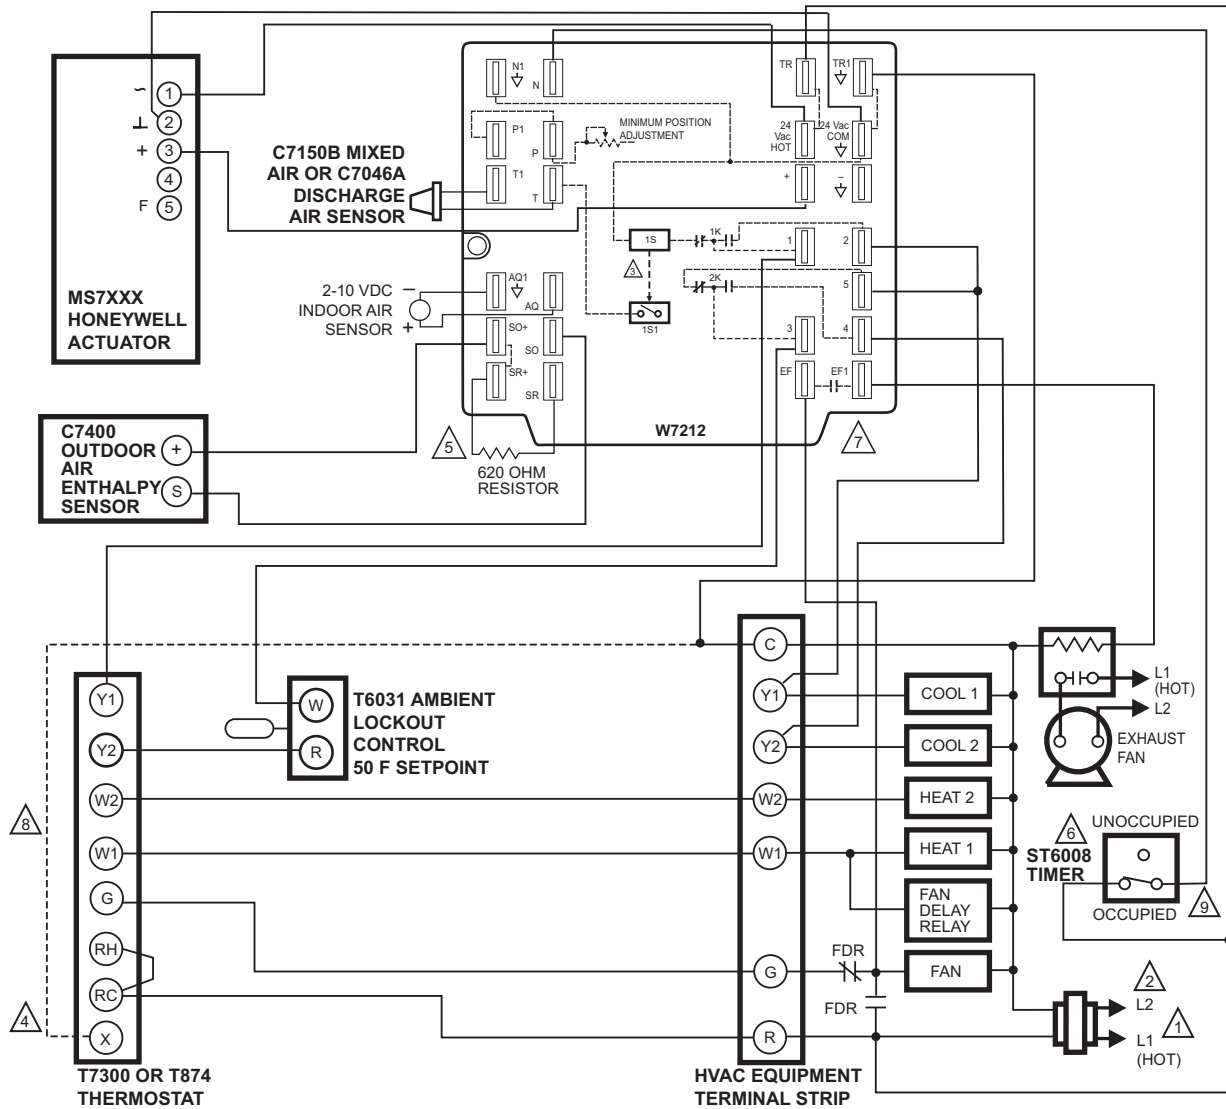 N1
N
TR
TR1
~
1
2
+
3
4
F
5
MS7XXX
HONEYWELL
ACTUATOR
P1
P
MINIMUM POSITION
ADJUSTMENT
24
Vac
HOT
24 Vac
COM
C7150B MIXED
AIR OR C7046A
DISCHARGE
AIR SENSOR
T1
T
+
–
1S
1K
1
2
3
2K
5
1S1
3
4
2-10 VDC
INDOOR AIR
SENSOR
–
+
AQ1
AQ
SO+
SO
SR+
SR
EF
EF1
W7212
5
7
620 OHM
RESISTOR
C7400
OUTDOOR
AIR
ENTHALPY
SENSOR
+
S
C
Y1
Y2
W2
W1
G
R
Y1
Y2
W2
W1
G
RH
RC
X
W
R
T6031 AMBIENT
LOCKOUT
CONTROL
50 F SETPOINT
COOL 1
COOL 2
HEAT 2
HEAT 1
FAN
DELAY
RELAY
FAN
FDR
FDR
L1
(HOT)
L2
EXHAUST
FAN
6
UNOCCUPIED
ST6008
TIMER
OCCUPIED
9
8
4
2
L2
1
L1
(HOT)
T7300 OR T874
THERMOSTAT
HVAC EQUIPMENT
TERMINAL STRIP